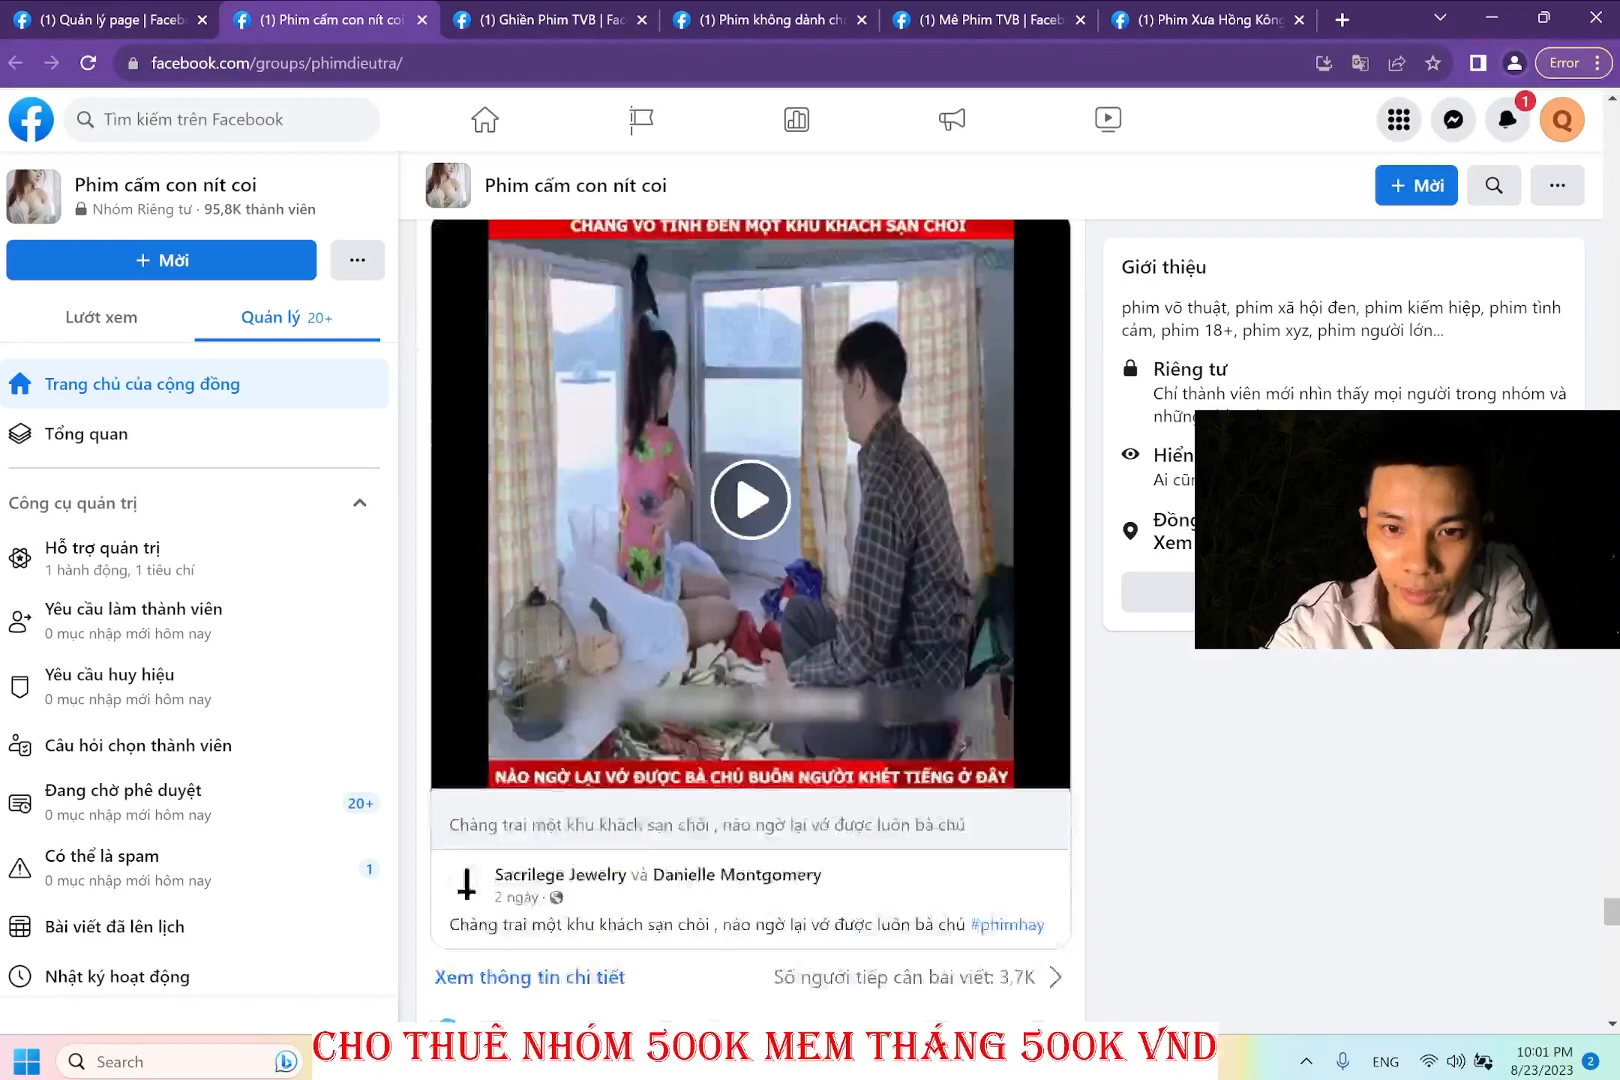 (1) Quản lý page | Faceb
(1) Phim cấm con nít coi
(1) Ghiền Phim TVB | Fac
(1) Phim không dành ch
(1) Mê Phim TVB | Faceb
(1) Phim Xưa Hồng Kông
facebook.com/groups/phimdieutra/
Error
Tìm kiếm trên Facebook
1
Q
Phim cấm con nít coi
Nhóm Riêng tư · 95,8K thành viên
+ Mời
Lướt xem
Quản lý 20+
Trang chủ của cộng đồng
Tổng quan
Công cụ quản trị
Hỗ trợ quản trị
1 hành động, 1 tiêu chí
Yêu cầu làm thành viên
0 mục nhập mới hôm nay
Yêu cầu huy hiệu
0 mục nhập mới hôm nay
Câu hỏi chọn thành viên
Đang chờ phê duyệt
0 mục nhập mới hôm nay
20+
Có thể là spam
0 mục nhập mới hôm nay
1
Bài viết đã lên lịch
Nhật ký hoạt động
Phim cấm con nít coi
+ Mời
CHÀNG VÔ TÌNH ĐẾN MỘT KHU KHÁCH SẠN CHƠI
NÀO NGỜ LẠI VỚ ĐƯỢC BÀ CHỦ BUÔN NGƯỜI KHÉT TIẾNG Ở ĐÂY
Chàng trai một khu khách sạn chơi , nào ngờ lại vớ được luôn bà chủ
Sacrilege Jewelry và Danielle Montgomery
2 ngày ·
Chàng trai một khu khách sạn chơi , nào ngờ lại vớ được luôn bà chủ #phimhay
Xem thông tin chi tiết
Số người tiếp cận bài viết: 3,7K
Giới thiệu
phim võ thuật, phim xã hội đen, phim kiếm hiệp, phim tình
cảm, phim 18+, phim xyz, phim người lớn...
Riêng tư
Chỉ thành viên mới nhìn thấy mọi người trong nhóm và
những
Hiển
Ai cũn
Đồng
Xem
CHO THUÊ NHÓM 500K MEM THÁNG 500K VND
Search
ENG
10:01 PM
8/23/2023
2